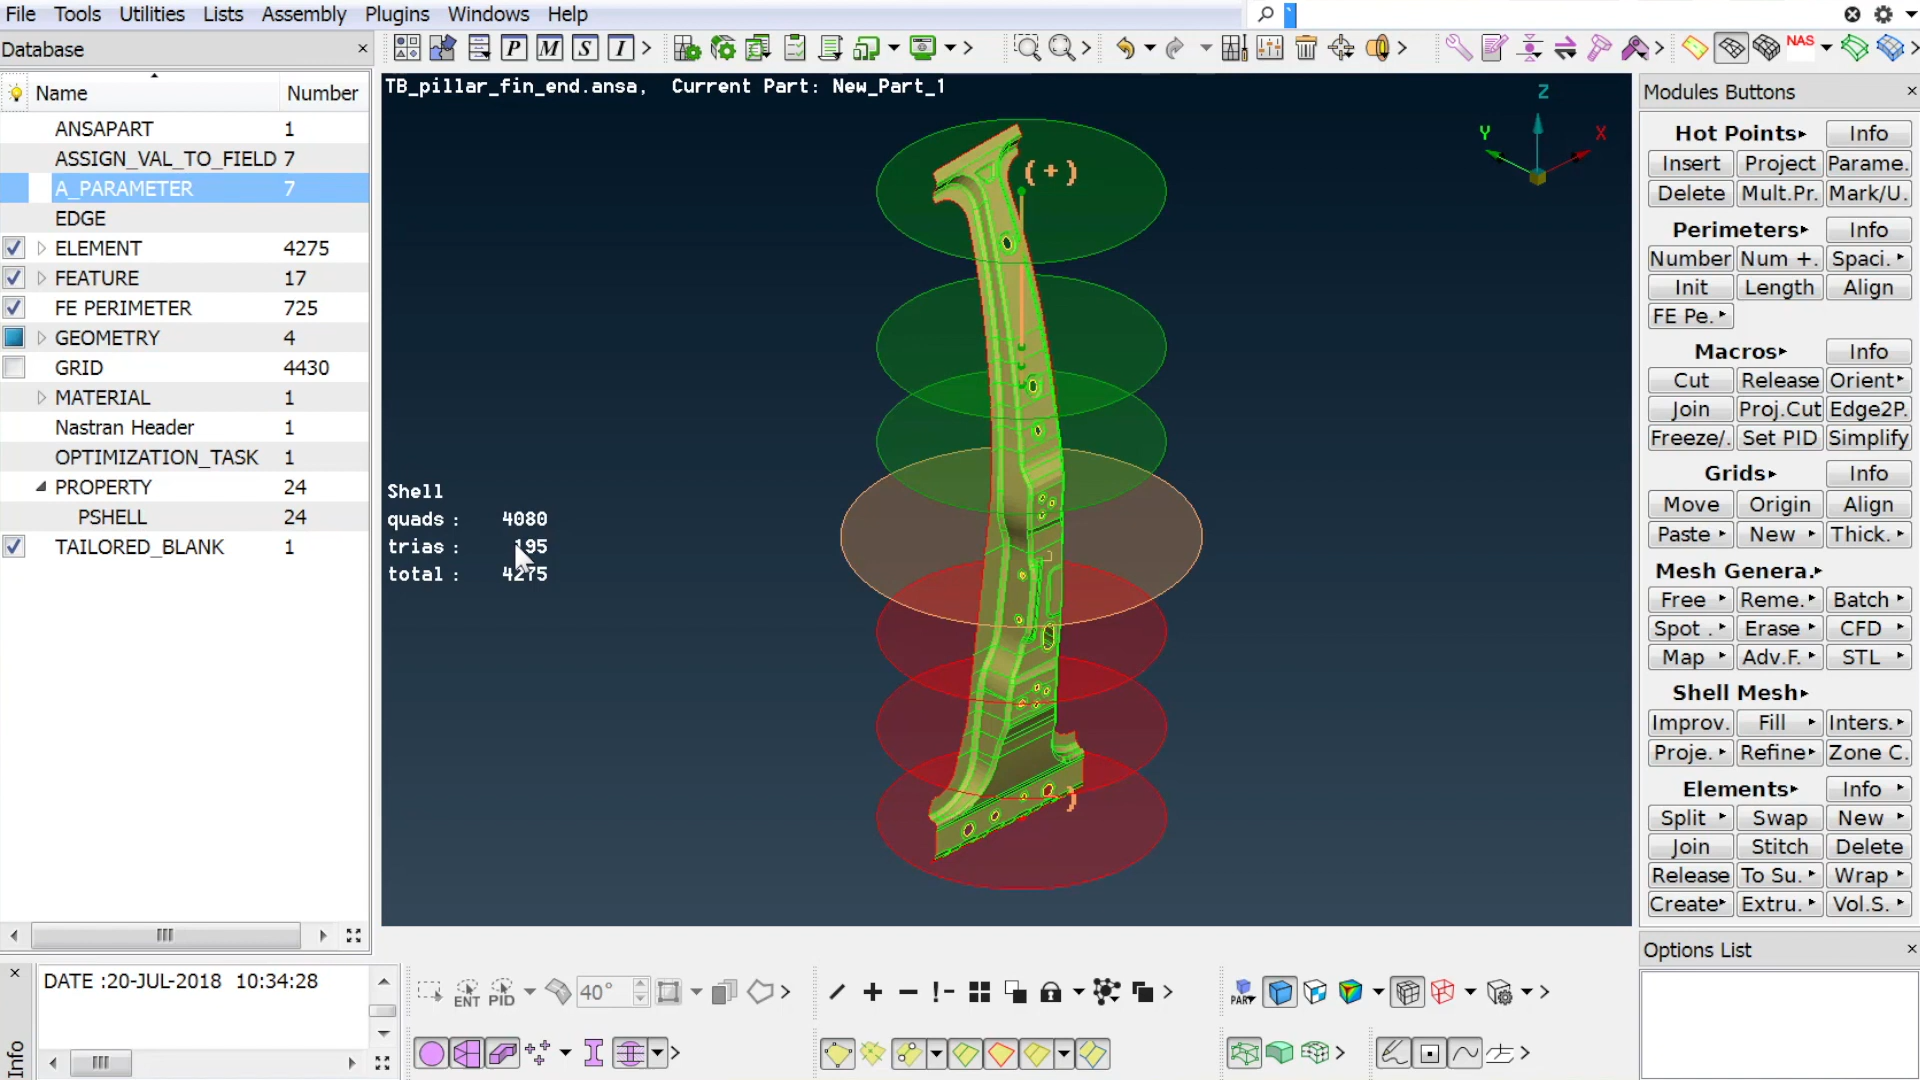 File Tools Utilities Lists Assembly Plugins Windows Help
Database
Name Number
ANSAPART 1
ASSIGN_VAL_TO_FIELD 7
A_PARAMETER 7
EDGE
ELEMENT 4275
FEATURE 17
FE PERIMETER 725
GEOMETRY 4
GRID 4430
MATERIAL 1
Nastran Header 1
OPTIMIZATION_TASK 1
PROPERTY 24
PSHELL 24
TAILORED_BLANK 1
P M S I
NAS
TB_pillar_fin_end.ansa, Current Part: New_Part_1
Z
Y X
(+)
Shell
quads : 4080
trias : 195
total : 4275
Modules Buttons
Hot Points Info
Insert Project Parame.
Delete Mult.Pr. Mark/U.
Perimeters Info
Number Num +. Spaci.
Init Length Align
FE Pe.
Macros Info
Cut Release Orient
Join Proj.Cut Edge2P.
Freeze/. Set PID Simplify
Grids Info
Move Origin Align
Paste New Thick.
Mesh Genera.
Free Reme. Batch
Spot . Erase CFD
Map Adv.F. STL
Shell Mesh
Improv. Fill Inters.
Proje. Refine Zone C.
Elements Info
Split Swap New
Join Stitch Delete
Release To Su. Wrap
Create Extru. Vol.S.
Options List
Info
DATE :20-JUL-2018 10:34:28
ENT PID 40°
PART